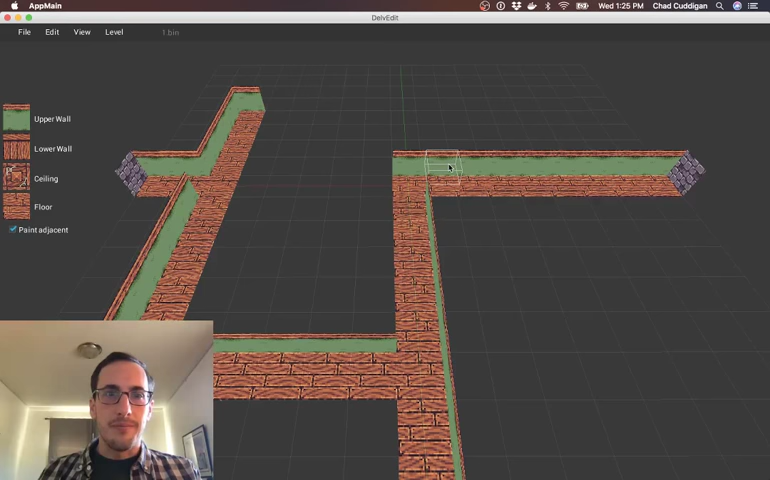 AppMain
Wed 1:25 PM Chad Cuddigan
DelvEdit
File Edit View Level 1.bin
Upper Wall
Lower Wall
Ceiling
Floor
Paint adjacent